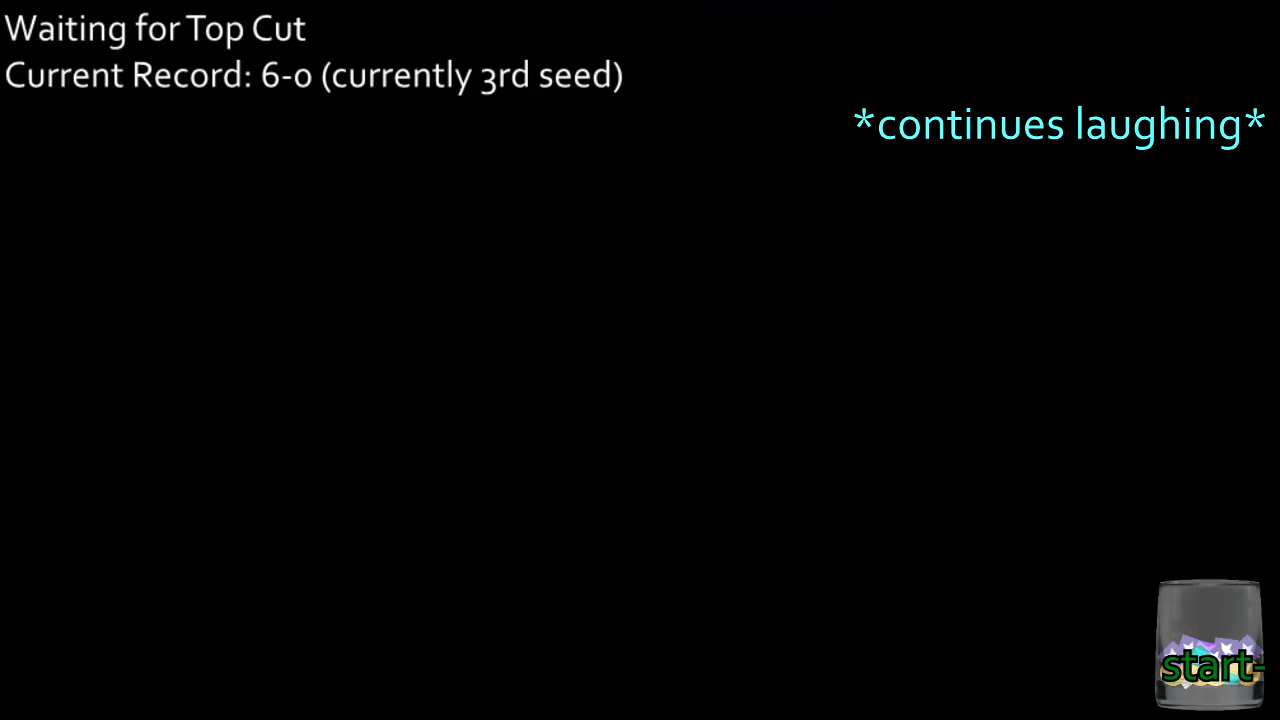 Waiting for Top Cut
Current Record: 6-0 (currently 3rd seed)
*continues laughing*
start-